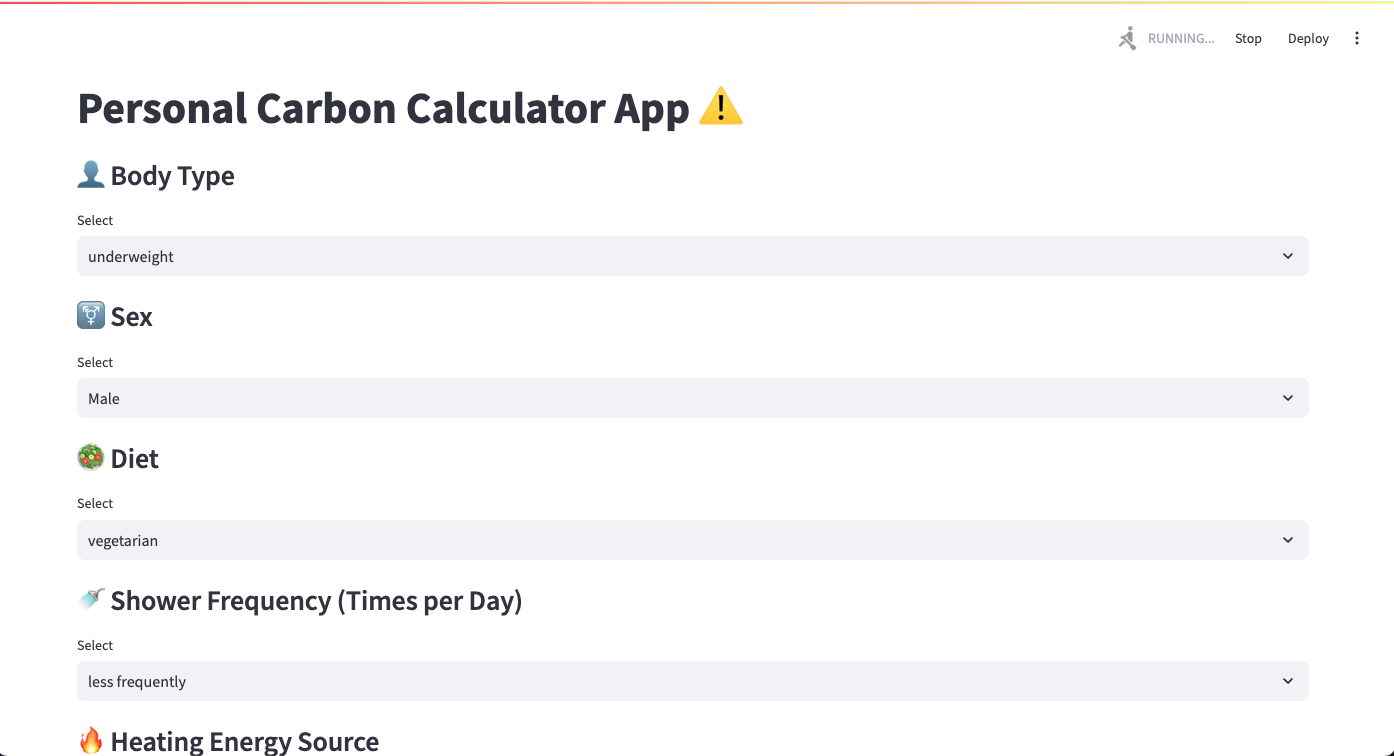 RUNNING...
Stop
Deploy
Personal Carbon Calculator App
Body Type
Select
underweight
Sex
Select
Male
Diet
Select
vegetarian
Shower Frequency (Times per Day)
Select
less frequently
Heating Energy Source